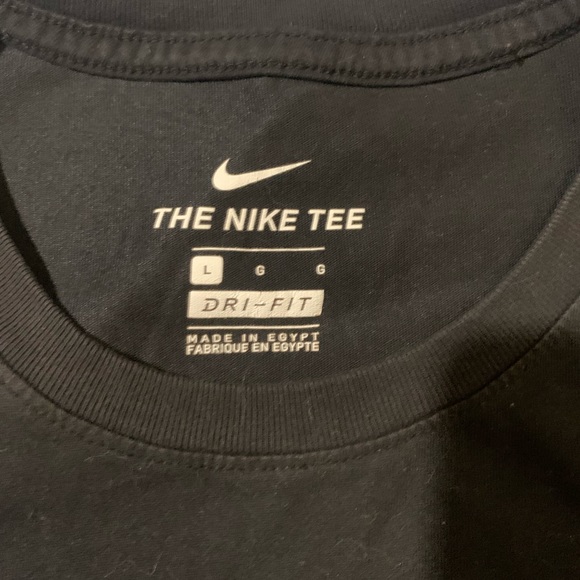 THE NIKE TEE
L G G
DRI-FIT
MADE IN EGYPT
FABRIQUE EN EGYPTE